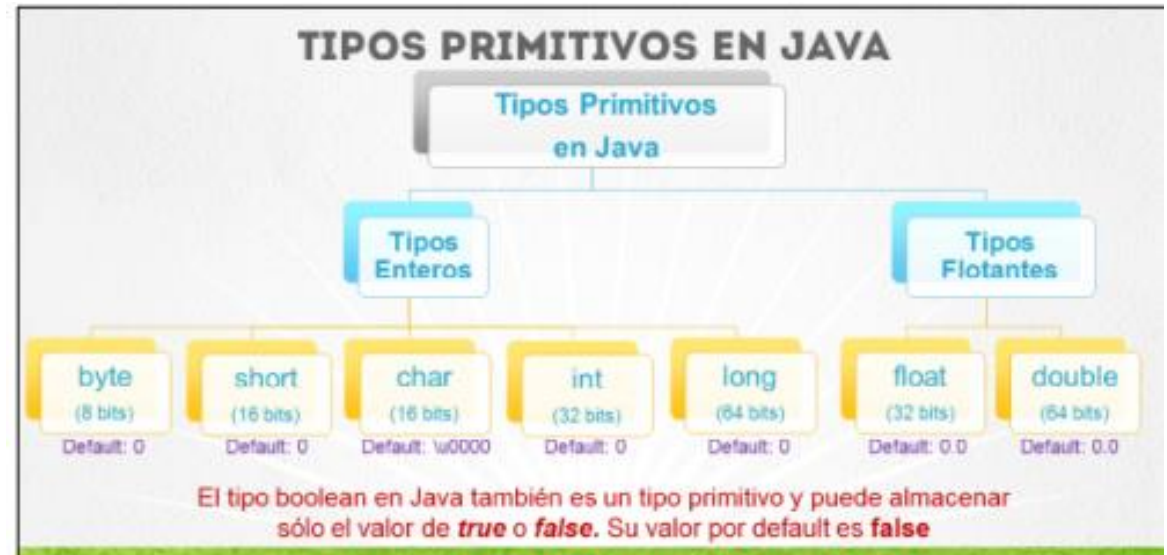 TIPOS PRIMITIVOS EN JAVA
Tipos Primitivos
en Java
Tipos
Enteros
Tipos
Flotantes
byte
(8 bits)
Default: 0
short
(16 bits)
Default: 0
char
(16 bits)
Default: \u0000
int
(32 bits)
Default: 0
long
(64 bits)
Default: 0
float
(32 bits)
Default: 0.0
double
(64 bits)
Default: 0.0
El tipo boolean en Java también es un tipo primitivo y puede almacenar
sólo el valor de true o false. Su valor por default es false